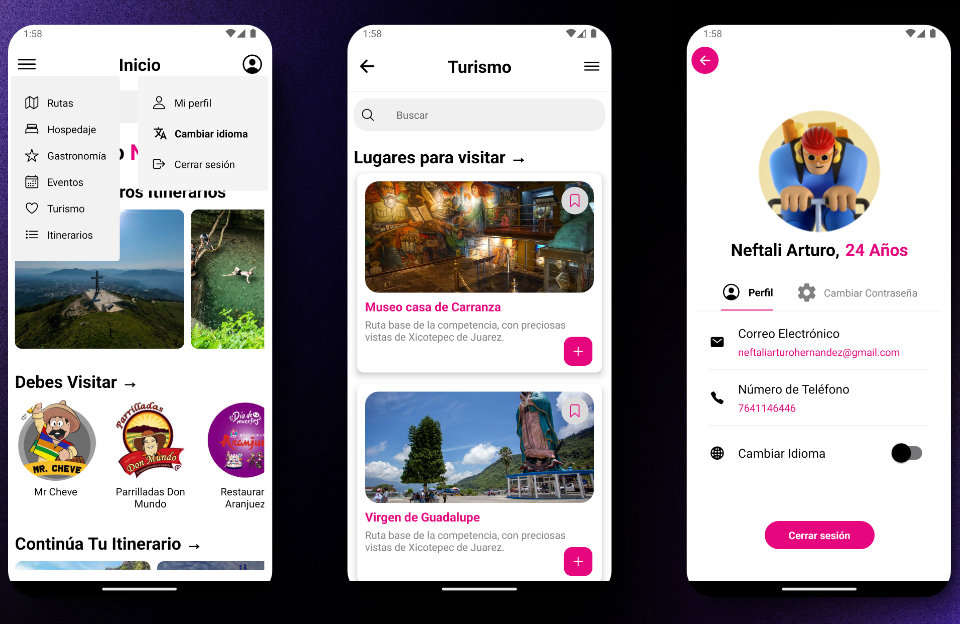 1:58
Inicio
Rutas
Hospedaje
Gastronomía
Eventos
Turismo
Itinerarios
Mi perfil
Cambiar idioma
Cerrar sesión
o N
ros Itinerarios
Debes Visitar →
MR. CHEVE
Parrilladas
Don Mundo
Día de
muertos
Aranjuez
Mr Cheve
Parrilladas Don
Mundo
Restauran
Aranjuez
Continúa Tu Itinerario →
1:58
Turismo
Buscar
Lugares para visitar →
Museo casa de Carranza
Ruta base de la competencia, con preciosas
vistas de Xicotepec de Juarez.
+
Virgen de Guadalupe
Ruta base de la competencia, con preciosas
vistas de Xicotepec de Juarez.
+
1:58
Neftali Arturo, 24 Años
Perfil
Cambiar Contraseña
Correo Electrónico
neftaliarturohernandez@gmail.com
Número de Teléfono
7641146446
Cambiar Idioma
Cerrar sesión